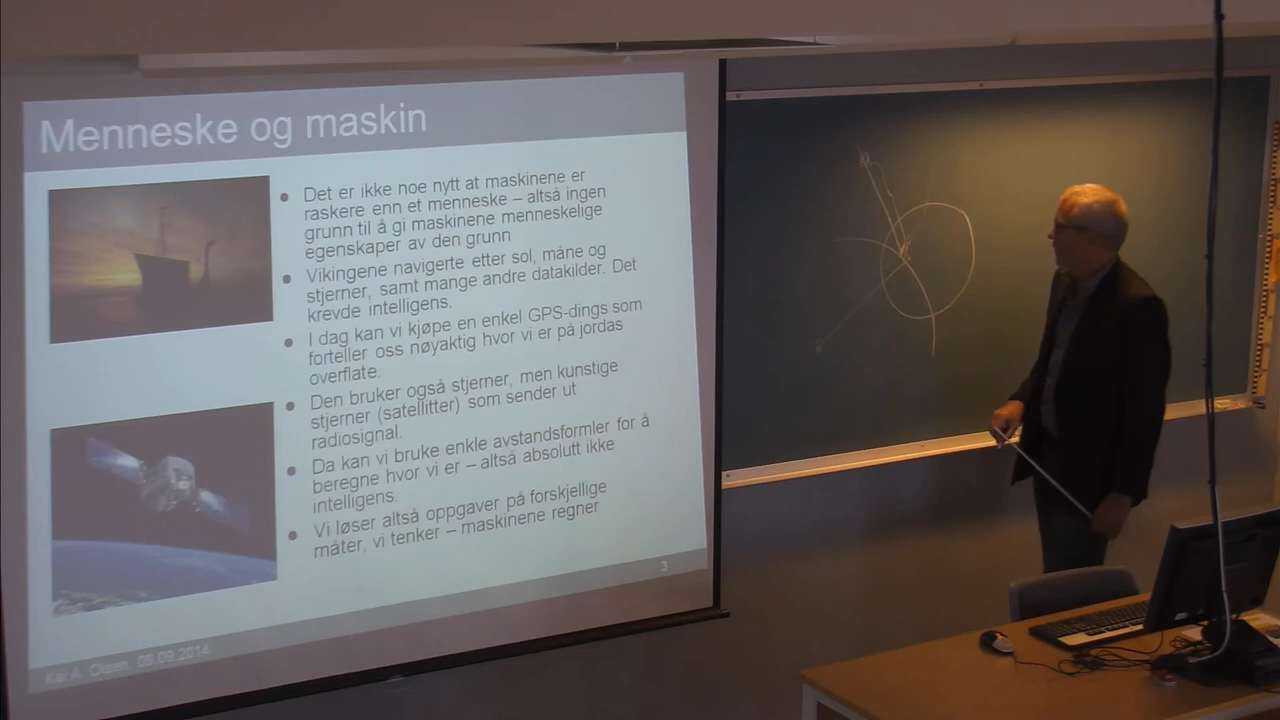 Menneske og maskin
• Det er ikke noe nytt at maskinene er
raskere enn et menneske – altså ingen
grunn til å gi maskinene menneskelige
egenskaper av den grunn
• Vikingene navigerte etter sol, måne og
stjerner, samt mange andre datakilder. Det
krevde intelligens.
• I dag kan vi kjøpe en enkel GPS-dings som
forteller oss nøyaktig hvor vi er på jordas
overflate.
• Den bruker også stjerner, men kunstige
stjerner (satellitter) som sender ut
radiosignal.
• Da kan vi bruke enkle avstandsformler for å
beregne hvor vi er – altså absolutt ikke
intelligens.
• Vi løser altså oppgaver på forskjellige
måter, vi tenker – maskinene regner
3
Kai A. Olsen, 09.09.2014